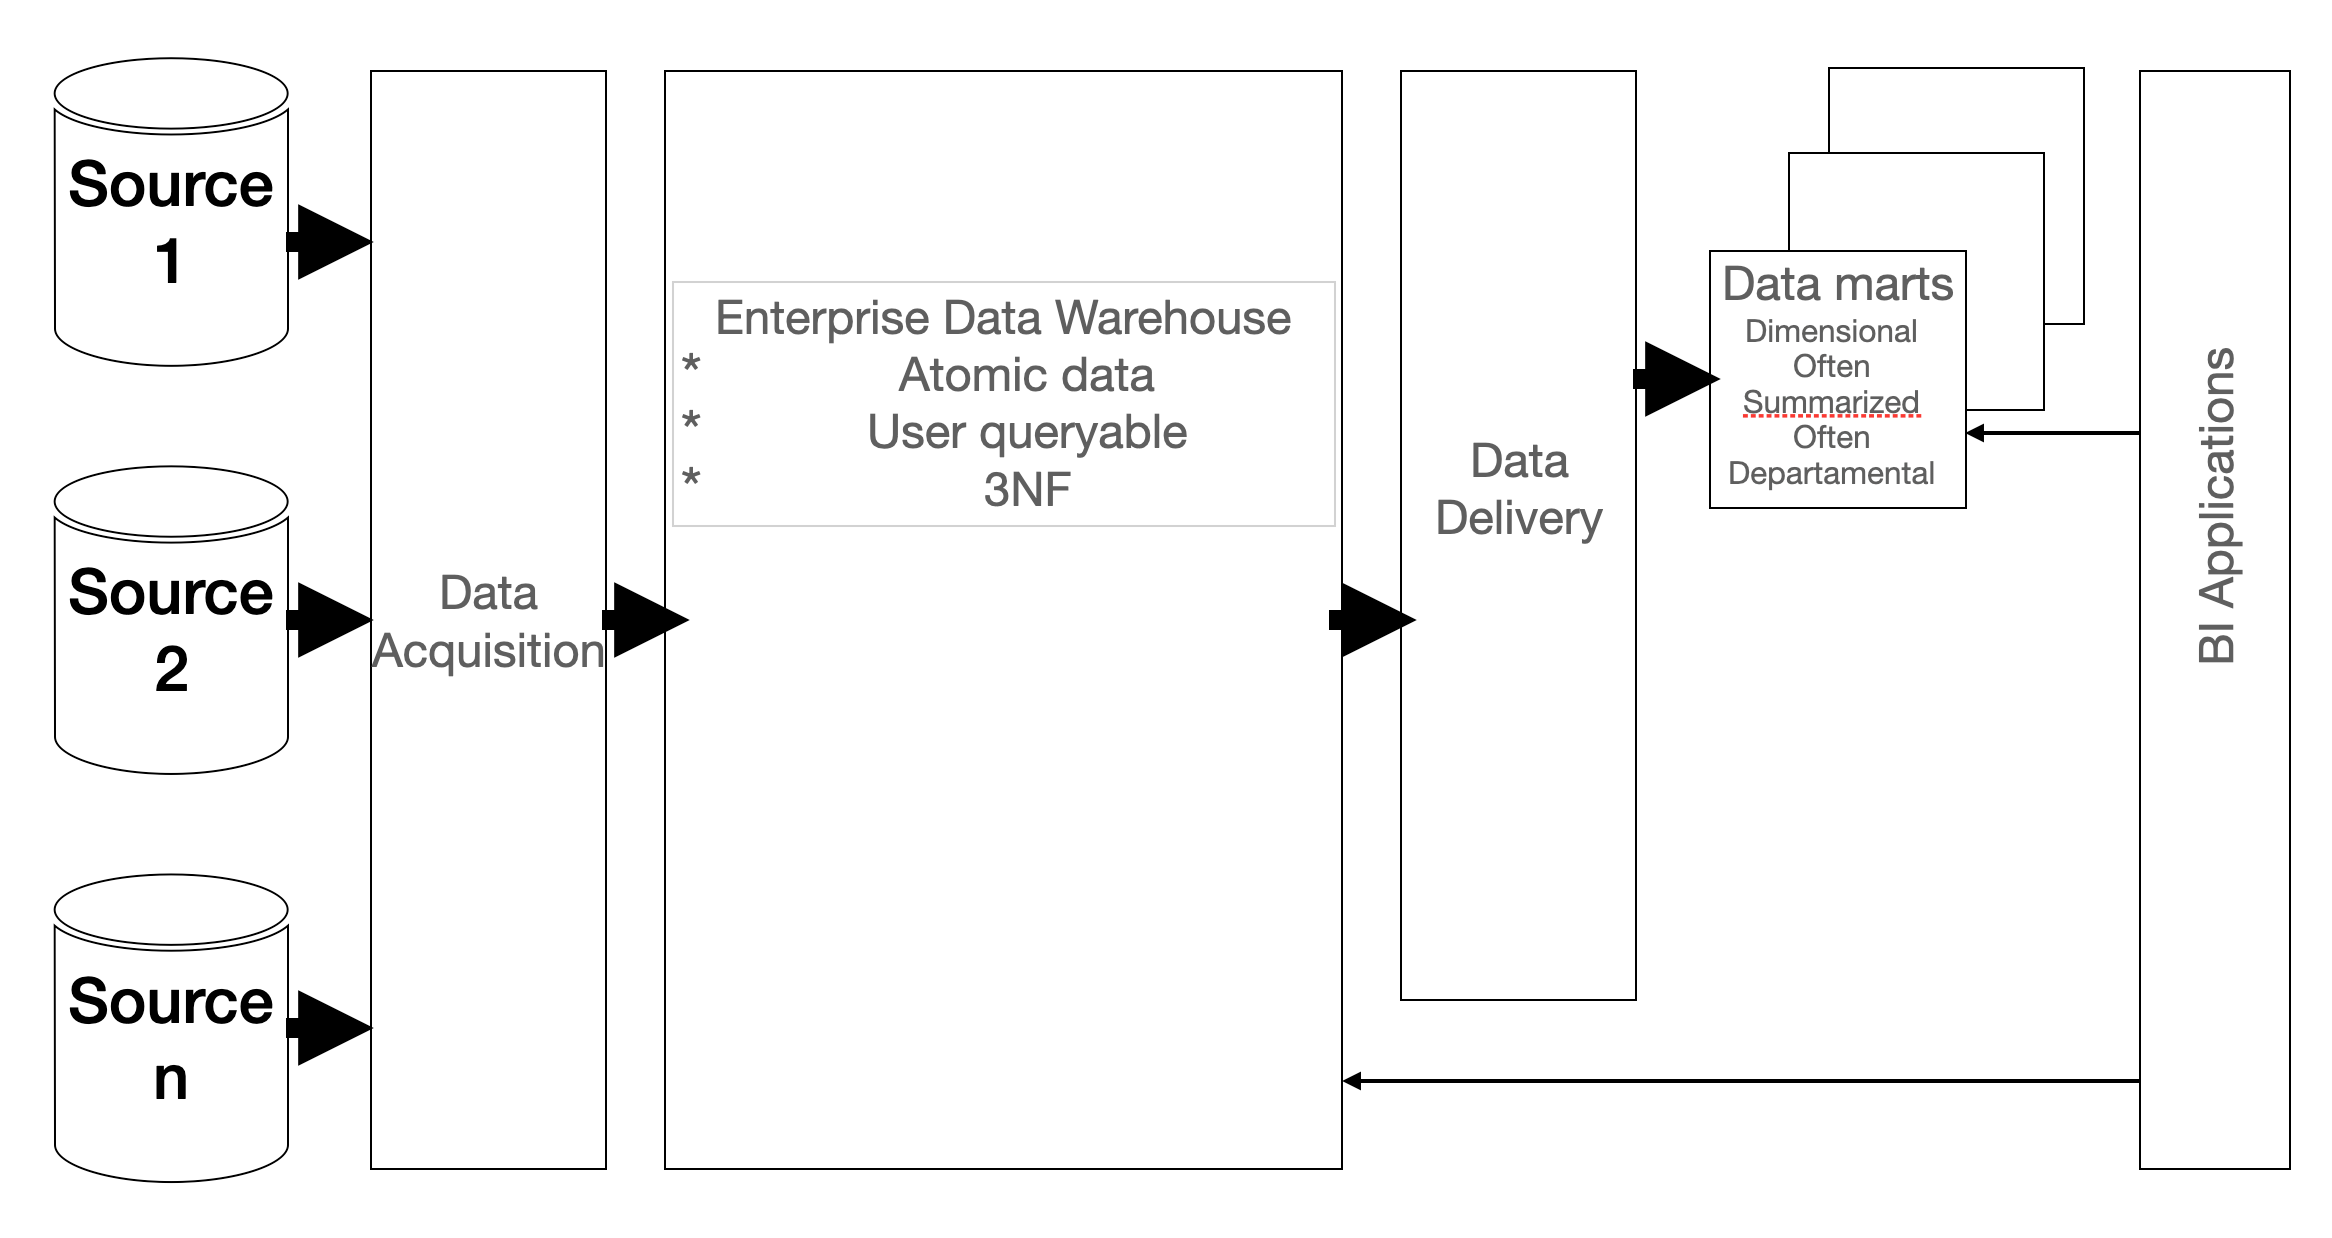 Source
1
Source
2
Source
n
Data
Acquisition
Enterprise Data Warehouse
* Atomic data
* User queryable
* 3NF
Data
Delivery
Data marts
Dimensional
Often
Summarized
Often
Departamental
BI Applications